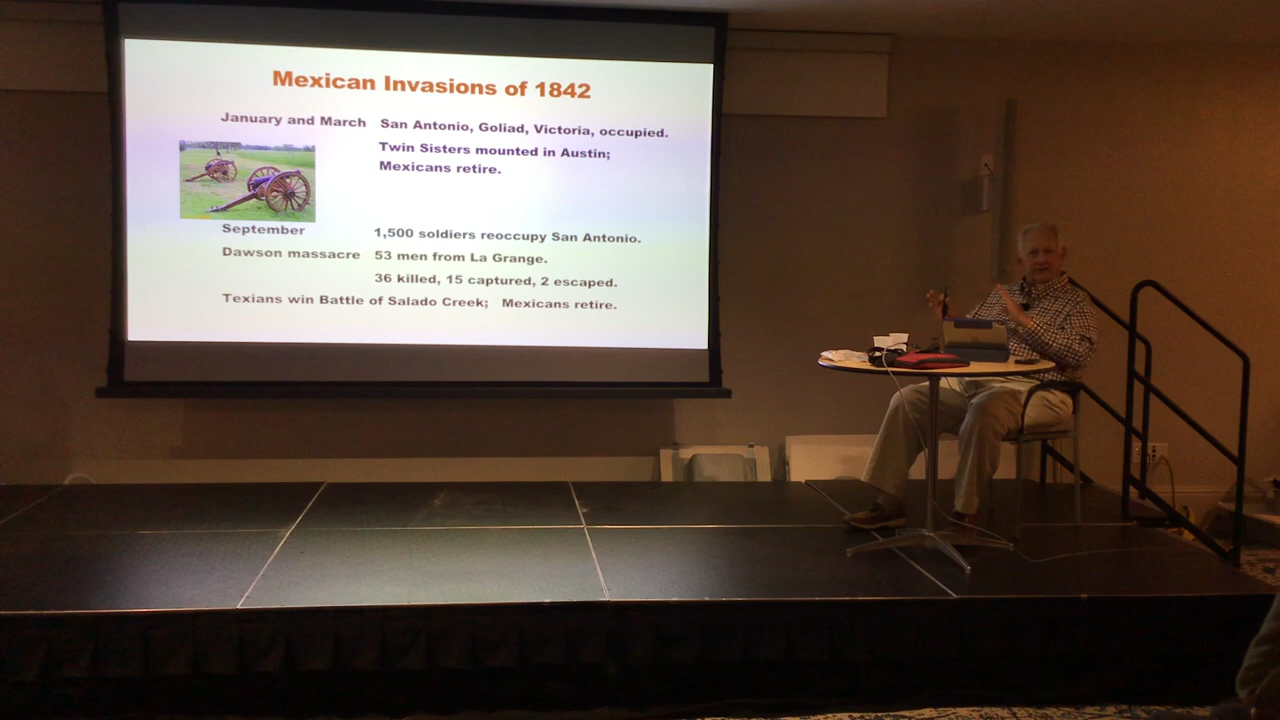 Mexican Invasions of 1842
January and March San Antonio, Goliad, Victoria, occupied.
Twin Sisters mounted in Austin;
Mexicans retire.
September 1,500 soldiers reoccupy San Antonio.
Dawson massacre 53 men from La Grange.
36 killed, 15 captured, 2 escaped.
Texians win Battle of Salado Creek; Mexicans retire.